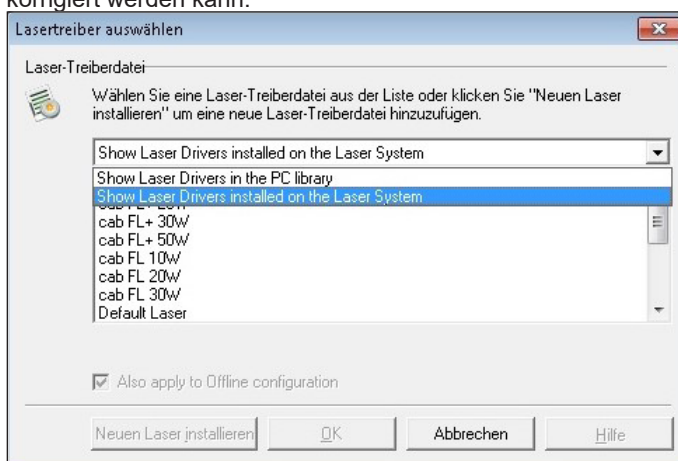 korrigiert werden kann.
Lasertreiber auswählen
Laser-Treiberdatei
Wählen Sie eine Laser-Treiberdatei aus der Liste oder klicken Sie "Neuen Laser
installieren" um eine neue Laser-Treiberdatei hinzuzufügen.
Show Laser Drivers installed on the Laser System
Show Laser Drivers in the PC library
Show Laser Drivers installed on the Laser System
cab FL+ 30W
cab FL+ 50W
cab FL 10W
cab FL 20W
cab FL 30W
Default Laser
Also apply to Offline configuration
Neuen Laser installieren
OK
Abbrechen
Hilfe